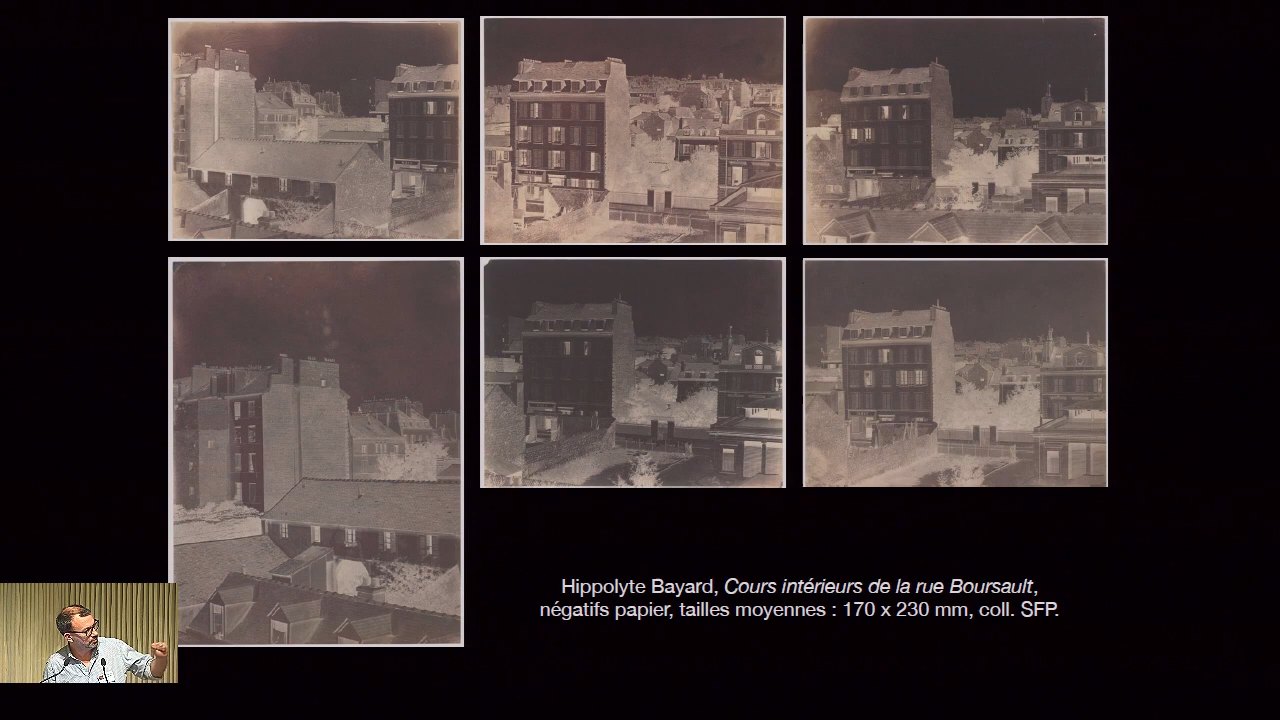 Hippolyte Bayard, Cours intérieurs de la rue Boursault,
négatifs papier, tailles moyennes : 170 x 230 mm, coll. SFP.